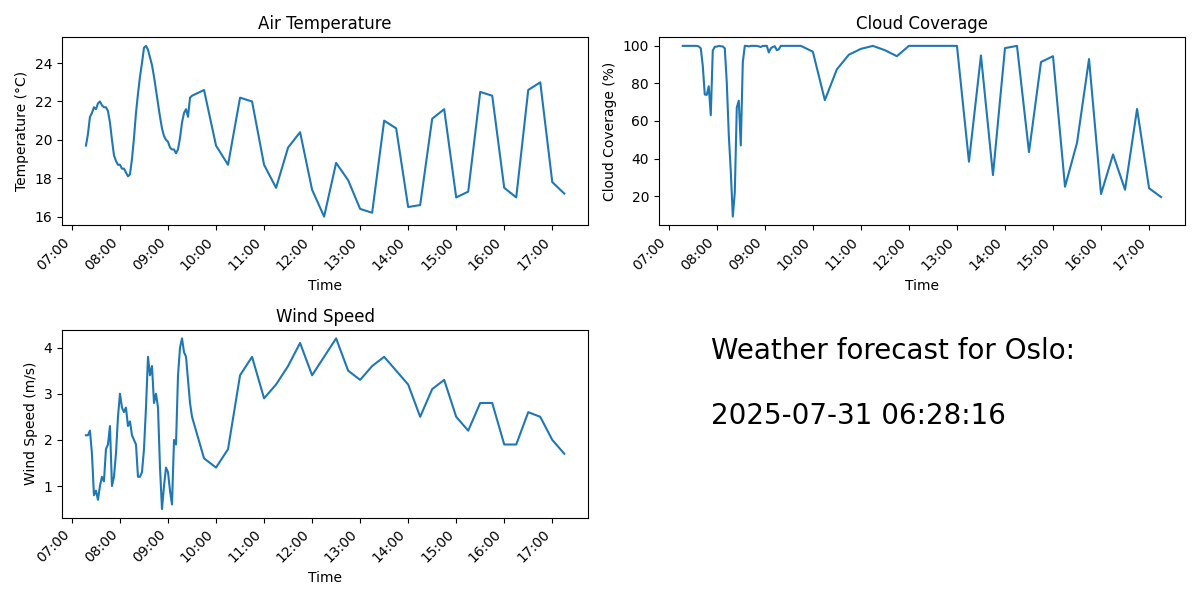 Air Temperature
Temperature (°C)
24
22
20
18
16
07:00 08:00 09:00 10:00 11:00 12:00 13:00 14:00 15:00 16:00 17:00
Time
Cloud Coverage
Cloud Coverage (%)
100
80
60
40
20
07:00 08:00 09:00 10:00 11:00 12:00 13:00 14:00 15:00 16:00 17:00
Time
Wind Speed
Wind Speed (m/s)
4
3
2
1
07:00 08:00 09:00 10:00 11:00 12:00 13:00 14:00 15:00 16:00 17:00
Time
Weather forecast for Oslo:
2025-07-31 06:28:16